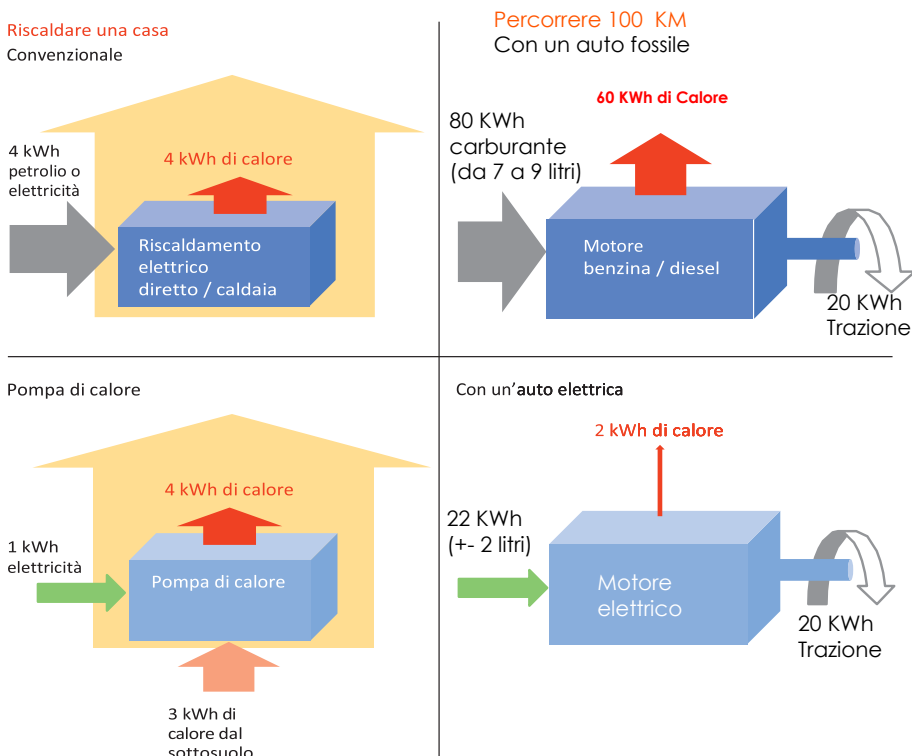 Riscaldare una casa
Convenzionale
4 kWh
petrolio o
elettricità
4 kWh di calore
Riscaldamento
elettrico
diretto / caldaia
Percorrere 100 KM
Con un auto fossile
60 KWh di Calore
80 KWh
carburante
(da 7 a 9 litri)
Motore
benzina / diesel
20 KWh
Trazione
Pompa di calore
4 kWh di calore
1 kWh
elettricità
Pompa di calore
3 kWh di
calore dal
sottosuolo
Con un'auto elettrica
2 kWh di calore
22 KWh
(+- 2 litri)
Motore
elettrico
20 KWh
Trazione